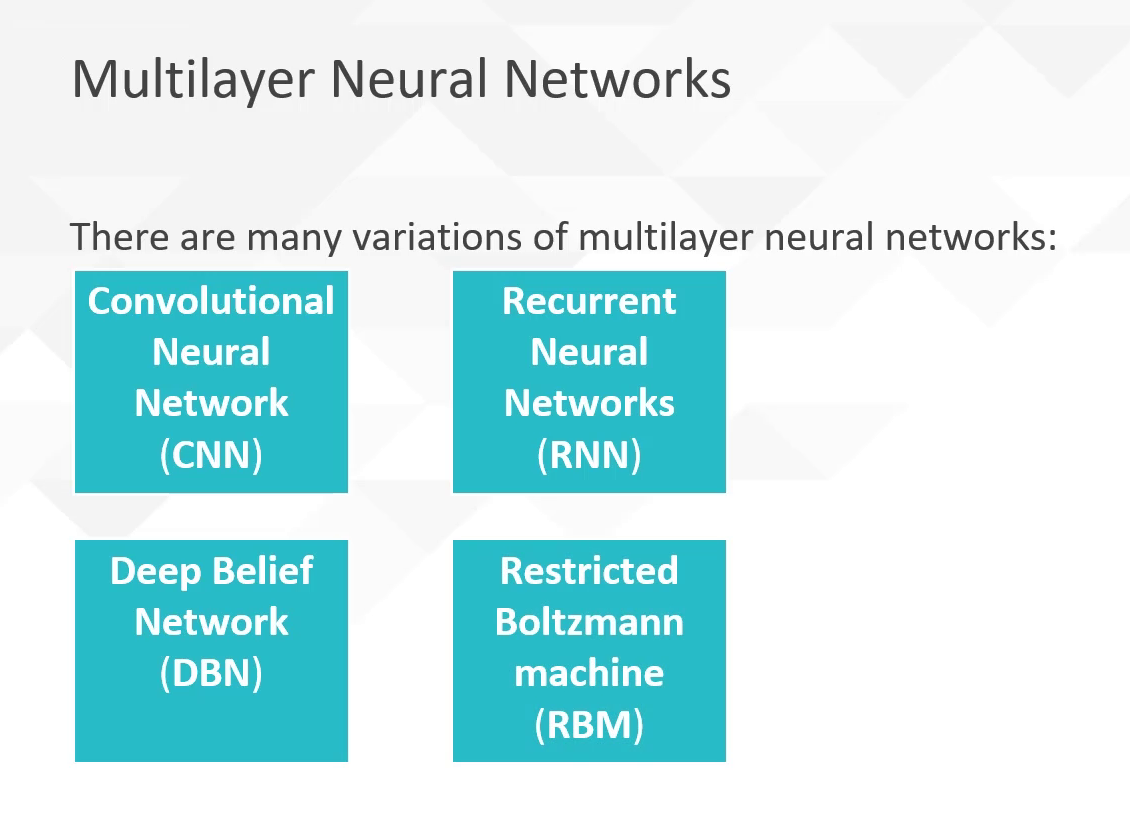 Multilayer Neural Networks
There are many variations of multilayer neural networks:
Convolutional
Neural
Network
(CNN)
Recurrent
Neural
Networks
(RNN)
Deep Belief
Network
(DBN)
Restricted
Boltzmann
machine
(RBM)